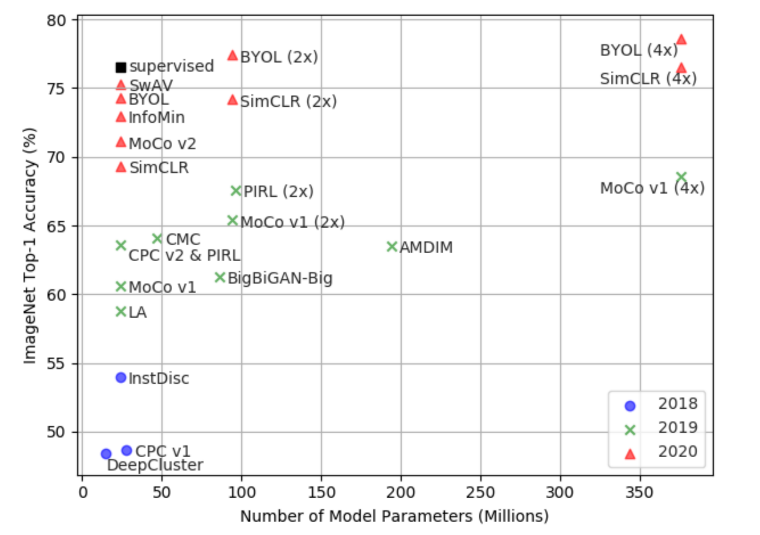 80
75
70
65
60
55
50
ImageNet Top-1 Accuracy (%)
BYOL (4x)
BYOL (2x)
supervised
SimCLR (4x)
SwAV
BYOL
SimCLR (2x)
InfoMin
MoCo v2
SimCLR
PIRL (2x)
MoCo v1 (4x)
MoCo v1 (2x)
CMC
AMDIM
CPC v2 & PIRL
BigBiGAN-Big
MoCo v1
LA
InstDisc
CPC v1
DeepCluster
2018
2019
2020
0 50 100 150 200 250 300 350
Number of Model Parameters (Millions)